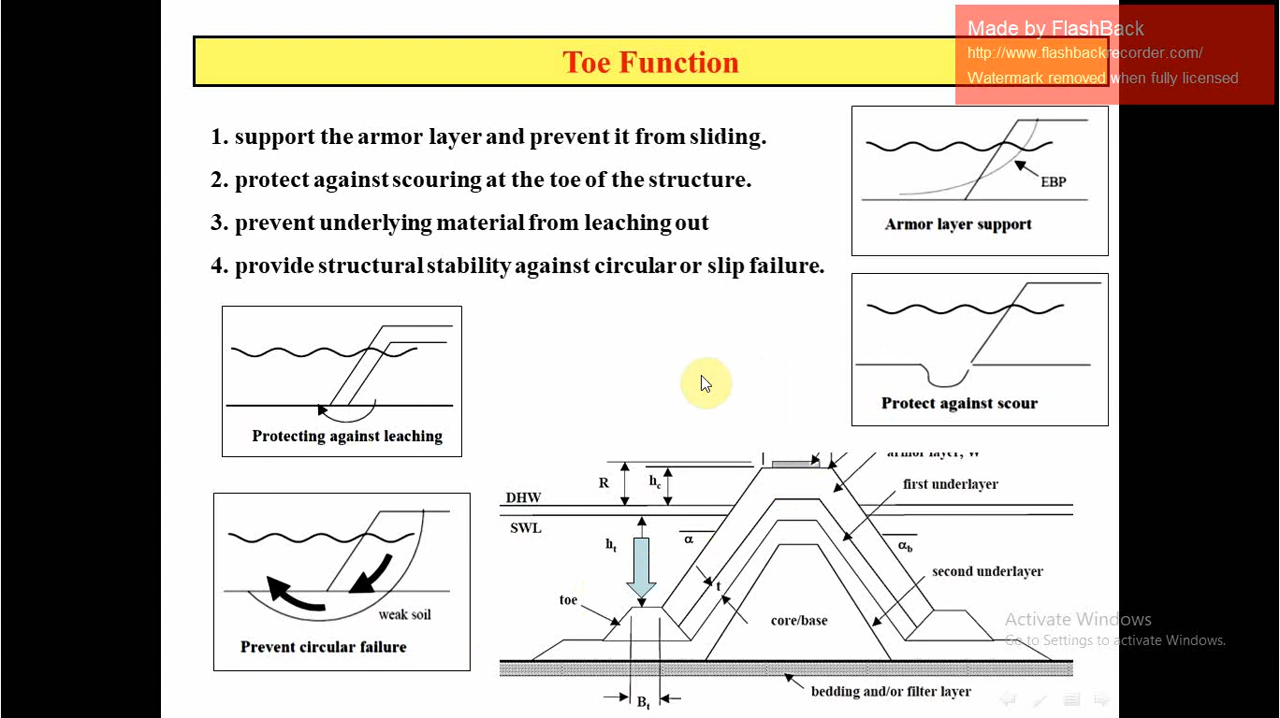 Made by FlashBack
http://www.flashbackrecorder.com/
Watermark removed when fully licensed
Toe Function
1. support the armor layer and prevent it from sliding.
2. protect against scouring at the toe of the structure.
3. prevent underlying material from leaching out
4. provide structural stability against circular or slip failure.
EBP
Armor layer support
Protect against scour
Protecting against leaching
weak soil
Prevent circular failure
armor layer, W
R
hc
first underlayer
DHW
SWL
ht
α
αb
second underlayer
t
toe
core/base
Bt
bedding and/or filter layer
Activate Windows
Go to Settings to activate Windows.